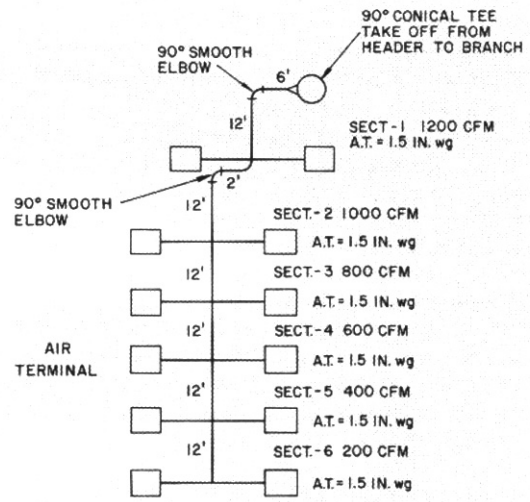 90° CONICAL TEE
TAKE OFF FROM
HEADER TO BRANCH
90° SMOOTH
ELBOW
6'
12'
SECT-1 1200 CFM
A.T. = 1.5 IN. wg
2'
90° SMOOTH
ELBOW
12'
SECT.-2 1000 CFM
A.T. = 1.5 IN. wg
12'
SECT.-3 800 CFM
A.T. = 1.5 IN. wg
12'
SECT.-4 600 CFM
AIR
TERMINAL
A.T. = 1.5 IN. wg
12'
SECT.-5 400 CFM
A.T. = 1.5 IN. wg
12'
SECT.-6 200 CFM
A.T. = 1.5 IN. wg